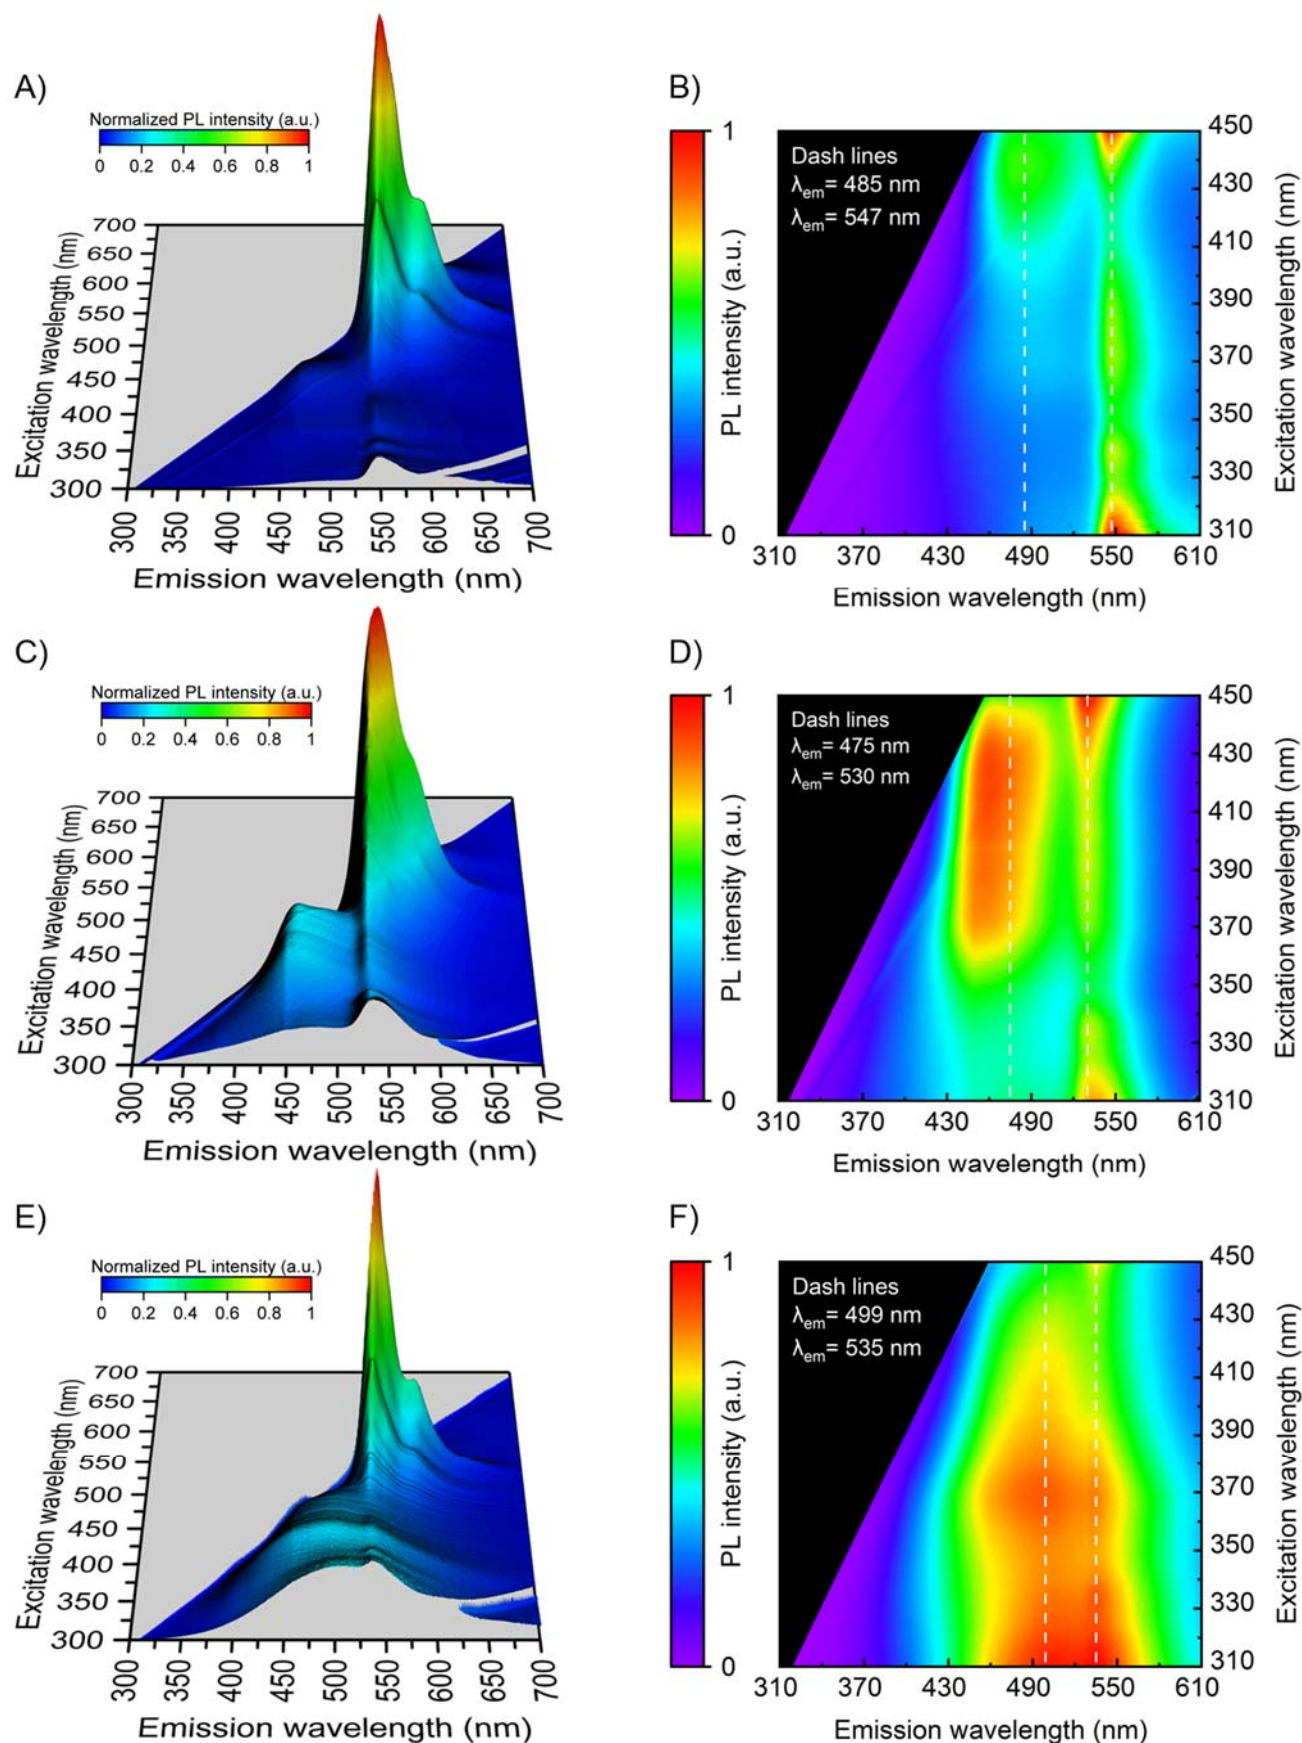 A)
Normalized PL intensity (a.u.)
0 0.2 0.4 0.6 0.8 1
Excitation wavelength (nm)
700
650
600
550
500
450
400
350
300
300 350 400 450 500 550 600 650 700
Emission wavelength (nm)
B)
1
PL intensity (a.u.)
0
Dash lines
λem= 485 nm
λem= 547 nm
450
430
410
390
370
350
330
310
Excitation wavelength (nm)
310 370 430 490 550 610
Emission wavelength (nm)
C)
Normalized PL intensity (a.u.)
0 0.2 0.4 0.6 0.8 1
Excitation wavelength (nm)
700
650
600
550
500
450
400
350
300
300 350 400 450 500 550 600 650 700
Emission wavelength (nm)
D)
1
PL intensity (a.u.)
0
Dash lines
λem= 475 nm
λem= 530 nm
450
430
410
390
370
350
330
310
Excitation wavelength (nm)
310 370 430 490 550 610
Emission wavelength (nm)
E)
Normalized PL intensity (a.u.)
0 0.2 0.4 0.6 0.8 1
Excitation wavelength (nm)
700
650
600
550
500
450
400
350
300
300 350 400 450 500 550 600 650 700
Emission wavelength (nm)
F)
1
PL intensity (a.u.)
0
Dash lines
λem= 499 nm
λem= 535 nm
450
430
410
390
370
350
330
310
Excitation wavelength (nm)
310 370 430 490 550 610
Emission wavelength (nm)